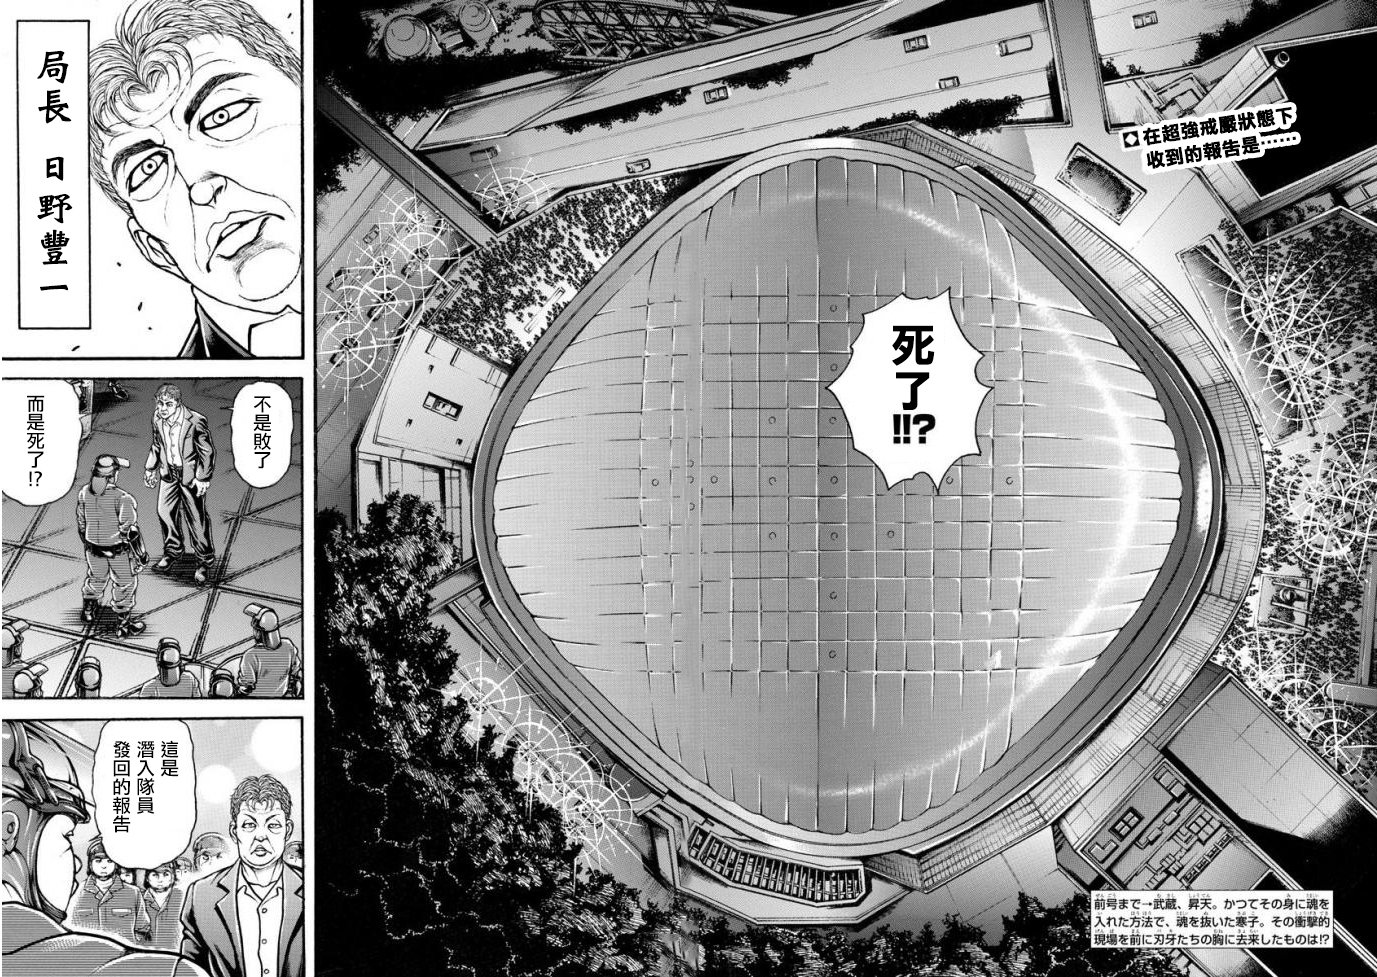 在超強戒嚴狀態下
收到的報告是……
死了!!?
前号まで→武蔵、昇天。かつてその身に魂を
入れた方法で、魂を抜いた寒子。その衝撃的
現場を前に刃牙たちの胸に去来したものは!?
局長 日野豐一
不是敗了
而是死了!?
這是
潛入隊員
發回的報告